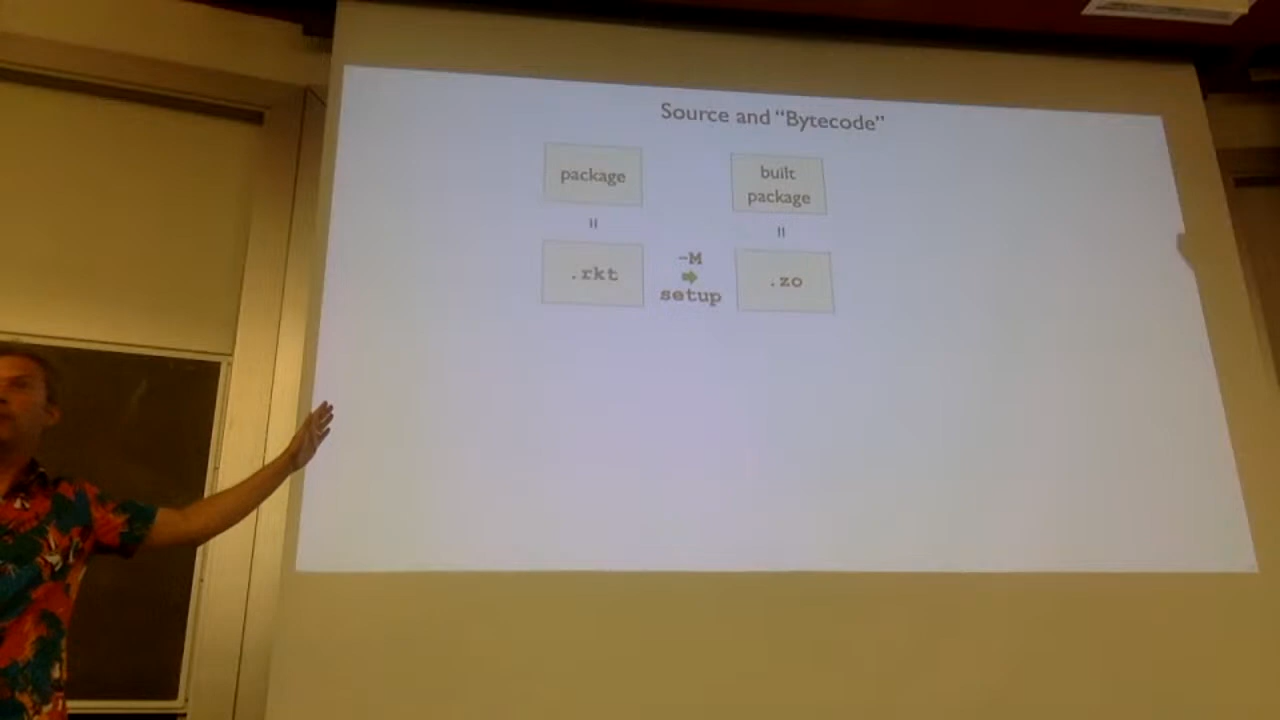 Source and “Bytecode”
package
built
package
=
=
.rkt
-M
setup
.zo